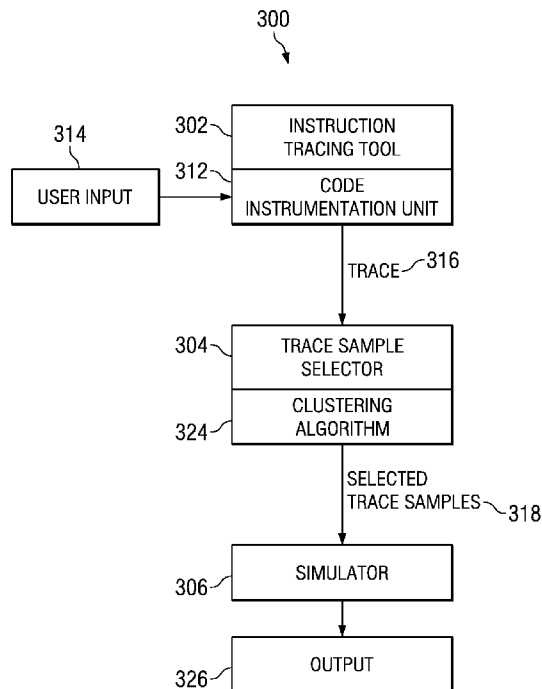 300
302
INSTRUCTION
TRACING TOOL
314
312
USER INPUT
CODE
INSTRUMENTATION UNIT
TRACE
316
304
TRACE SAMPLE
SELECTOR
324
CLUSTERING
ALGORITHM
SELECTED
TRACE SAMPLES
318
306
SIMULATOR
326
OUTPUT